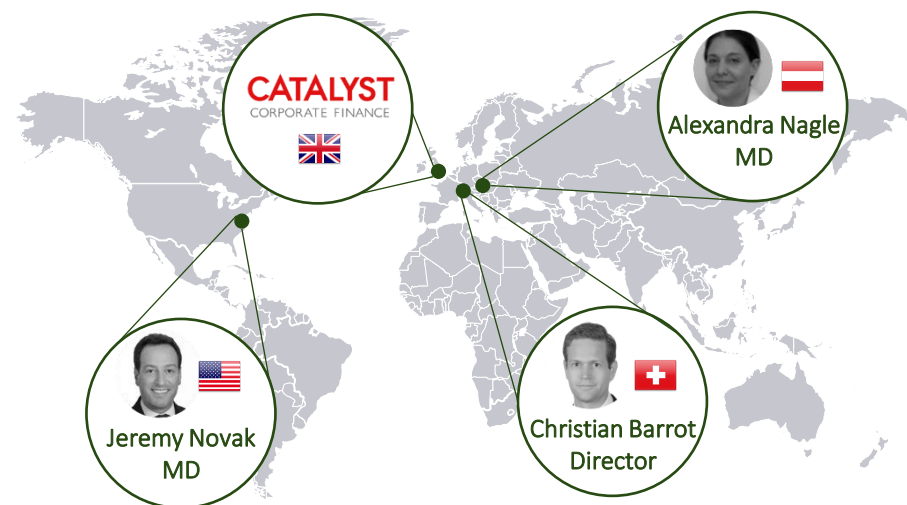 CATALYST
CORPORATE FINANCE
Alexandra Nagle
MD
Jeremy Novak
MD
Christian Barrot
Director